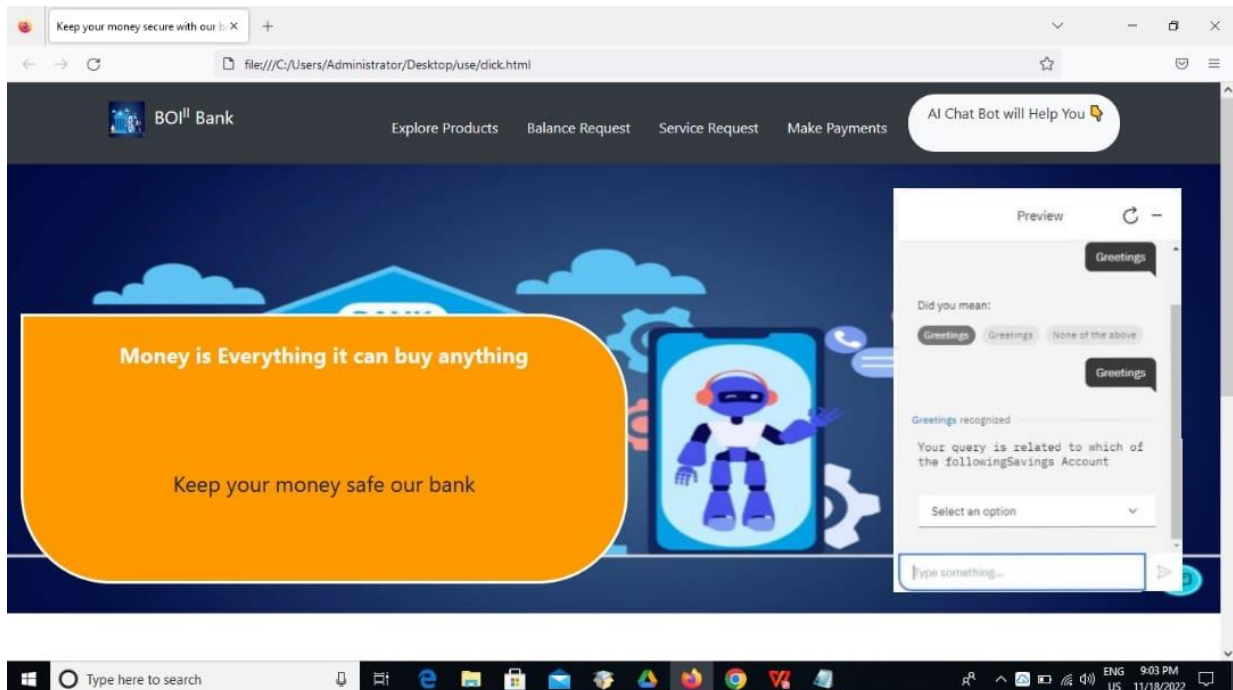 Keep your money secure with our b
file:///C:/Users/Administrator/Desktop/use/click.html
BOIII Bank
Explore Products
Balance Request
Service Request
Make Payments
AI Chat Bot will Help You
Preview
Greetings
Did you mean:
Greetings
Greetings
None of the above
Greetings
Greetings recognized
Your query is related to which of
the followingSavings Account
Select an option
Type something...
Money is Everything it can buy anything
Keep your money safe our bank
Type here to search
ENG
US
9:03 PM
11/18/2022